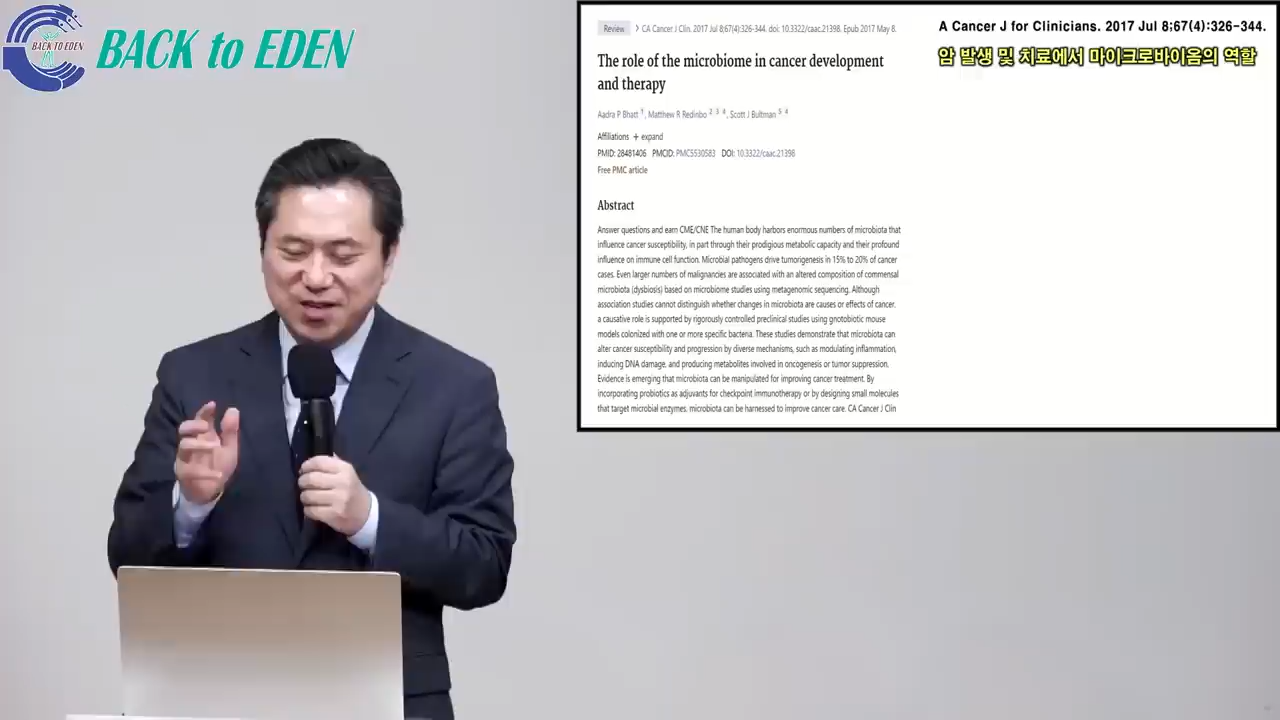 BACK TO EDEN
BACK to EDEN
Review
CA Cancer J Clin. 2017 Jul 8;67(4):326-344. doi: 10.3322/caac.21398. Epub 2017 May 8.
The role of the microbiome in cancer development
and therapy
Aadra P Bhatt 1, Matthew R Redinbo 2 3 4, Scott J Bultman 5 4
Affiliations + expand
PMID: 28481406 PMCID: PMC5530583 DOI: 10.3322/caac.21398
Free PMC article
Abstract
Answer questions and earn CME/CNE The human body harbors enormous numbers of microbiota that
influence cancer susceptibility, in part through their prodigious metabolic capacity and their profound
influence on immune cell function. Microbial pathogens drive tumorigenesis in 15% to 20% of cancer
cases. Even larger numbers of malignancies are associated with an altered composition of commensal
microbiota (dysbiosis) based on microbiome studies using metagenomic sequencing. Although
association studies cannot distinguish whether changes in microbiota are causes or effects of cancer,
a causative role is supported by rigorously controlled preclinical studies using gnotobiotic mouse
models colonized with one or more specific bacteria. These studies demonstrate that microbiota can
alter cancer susceptibility and progression by diverse mechanisms, such as modulating inflammation,
inducing DNA damage, and producing metabolites involved in oncogenesis or tumor suppression.
Evidence is emerging that microbiota can be manipulated for improving cancer treatment. By
incorporating probiotics as adjuvants for checkpoint immunotherapy or by designing small molecules
that target microbial enzymes, microbiota can be harnessed to improve cancer care. CA Cancer J Clin
A Cancer J for Clinicians. 2017 Jul 8;67(4):326-344.
암 발생 및 치료에서 마이크로바이옴의 역할